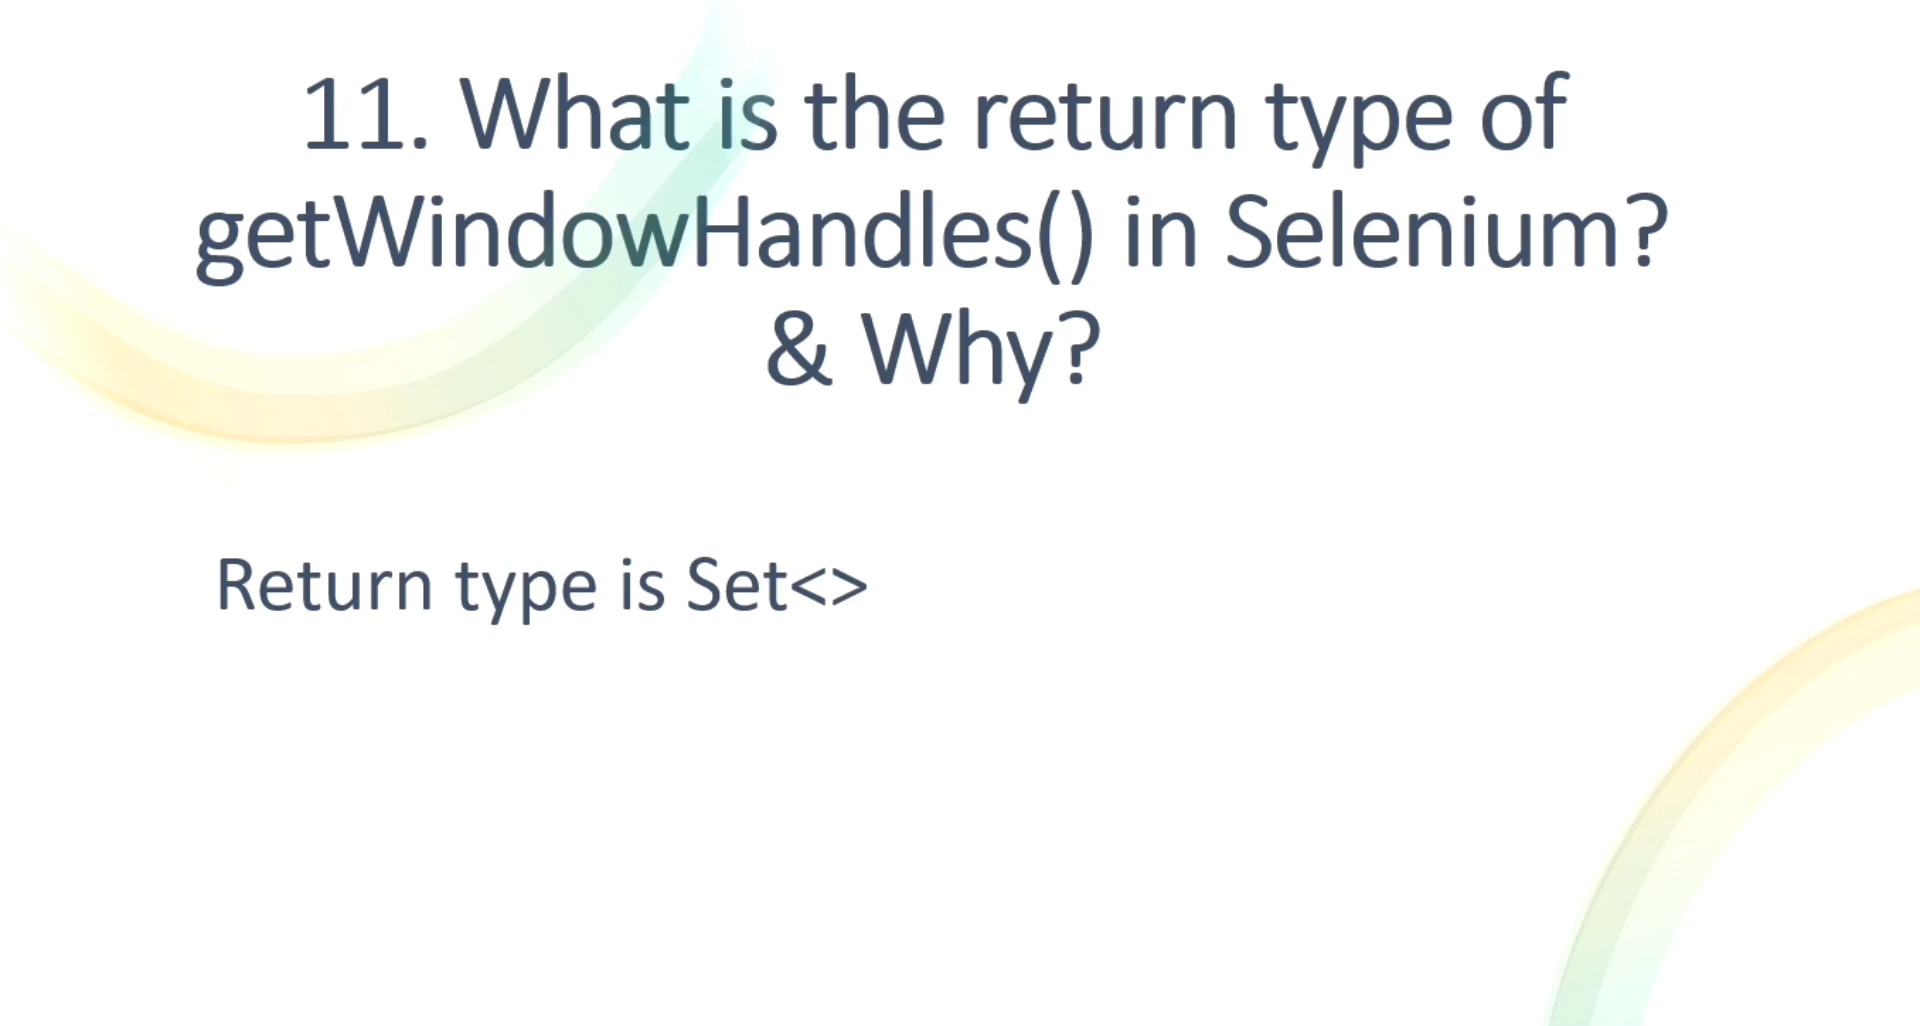 11. What is the return type of
getWindowHandles() in Selenium?
& Why?
Return type is Set<>